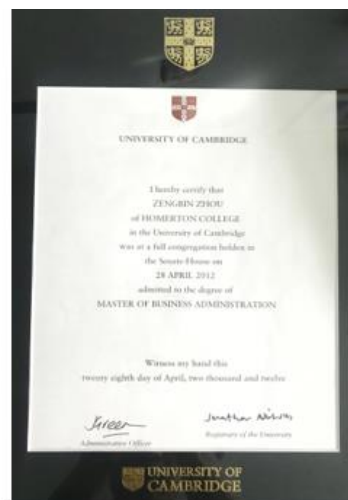 UNIVERSITY OF CAMBRIDGE
I hereby certify that
ZENGBIN ZHOU
of HOMERTON COLLEGE
in the University of Cambridge
was at a full congregation holden in
the Senate-House on
28 APRIL 2012
admitted to the degree of
MASTER OF BUSINESS ADMINISTRATION
Witness my hand this
twenty eighth day of April, two thousand and twelve
Jonathan
Administrative Officer
Registrary of the University
UNIVERSITY OF
CAMBRIDGE